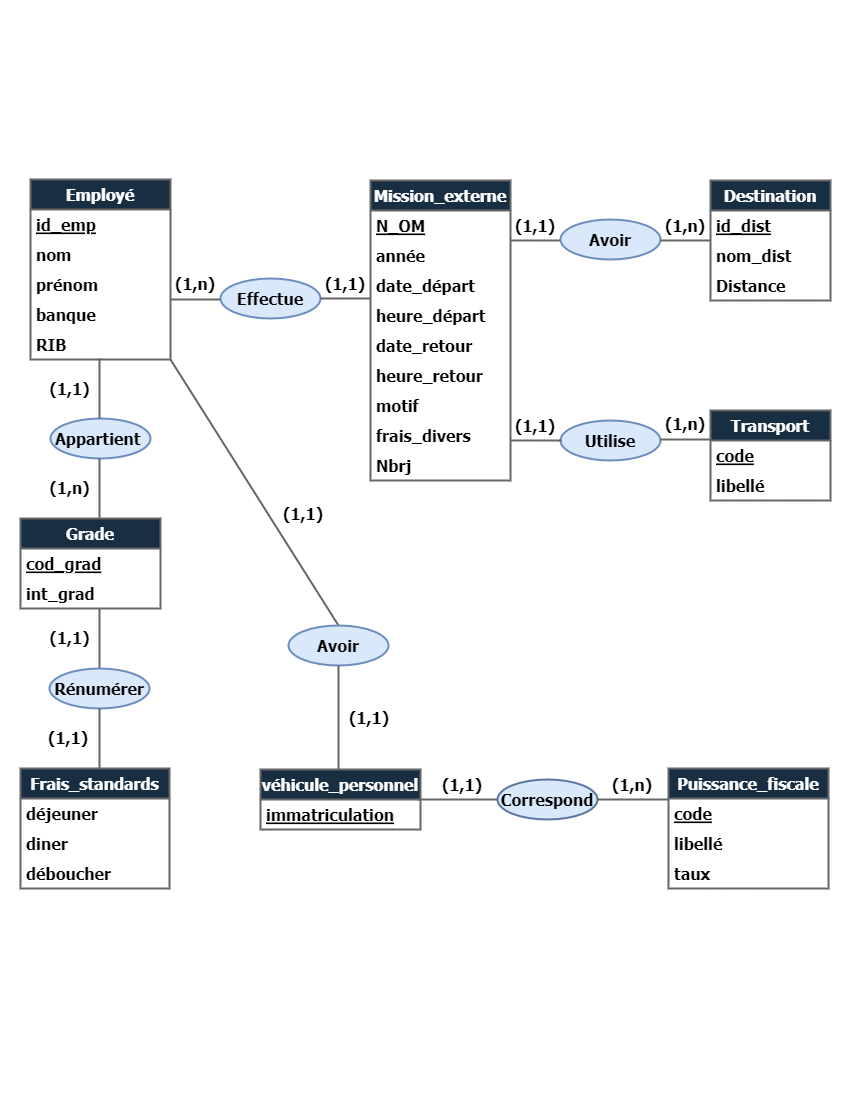 Employé
id_emp
nom
prénom
banque
RIB
(1,n)
Effectue
(1,1)
Mission_externe
N_OM
année
date_départ
heure_départ
date_retour
heure_retour
motif
frais_divers
Nbrj
(1,1)
Avoir
(1,n)
Destination
id_dist
nom_dist
Distance
(1,1)
Utilise
(1,n)
Transport
code
libellé
(1,1)
Appartient
(1,n)
Grade
cod_grad
int_grad
(1,1)
Rénumérer
(1,1)
Frais_standards
déjeuner
diner
déboucher
(1,1)
Avoir
(1,1)
véhicule_personnel
immatriculation
(1,1)
Correspond
(1,n)
Puissance_fiscale
code
libellé
taux